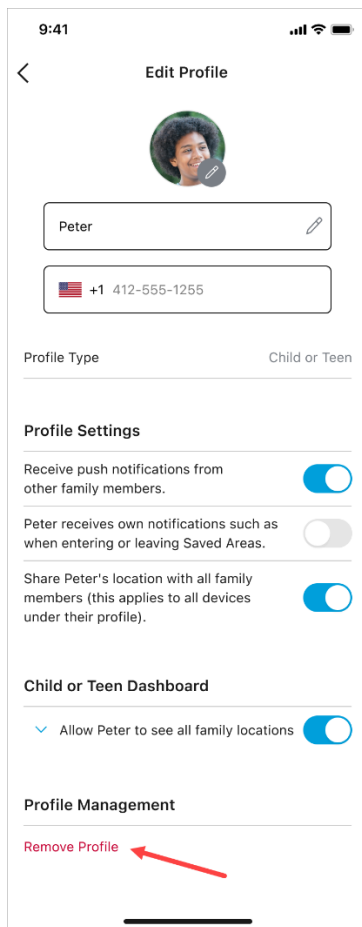 9:41
Edit Profile
Peter
+1 412-555-1255
Profile Type Child or Teen
Profile Settings
Receive push notifications from
other family members.
Peter receives own notifications such as
when entering or leaving Saved Areas.
Share Peter's location with all family
members (this applies to all devices
under their profile).
Child or Teen Dashboard
Allow Peter to see all family locations
Profile Management
Remove Profile